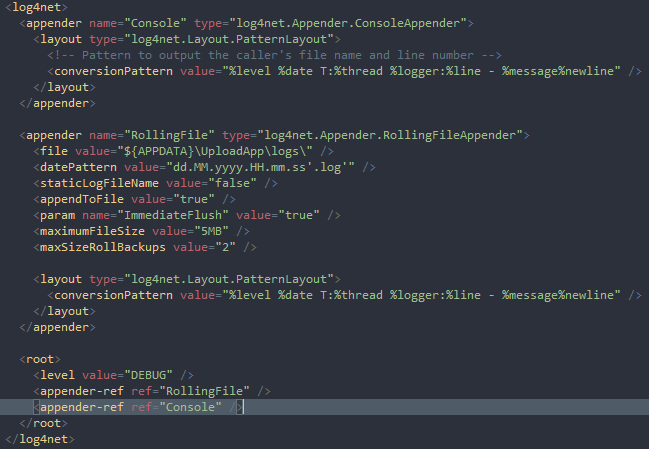 <log4net>
<appender name="Console" type="log4net.Appender.ConsoleAppender">
<layout type="log4net.Layout.PatternLayout">
<!-- Pattern to output the caller's file name and line number -->
<conversionPattern value="%level %date T:%thread %logger:%line - %message%newline" />
</layout>
</appender>
<appender name="RollingFile" type="log4net.Appender.RollingFileAppender">
<file value="${APPDATA}\UploadApp\logs\" />
<datePattern value="dd.MM.yyyy.HH.mm.ss'.log'" />
<staticLogFileName value="false" />
<appendToFile value="true" />
<param name="ImmediateFlush" value="true" />
<maximumFileSize value="5MB" />
<maxSizeRollBackups value="2" />
<layout type="log4net.Layout.PatternLayout">
<conversionPattern value="%level %date T:%thread %logger:%line - %message%newline" />
</layout>
</appender>
<root>
<level value="DEBUG" />
<appender-ref ref="RollingFile" />
<appender-ref ref="Console" />
</root>
</log4net>